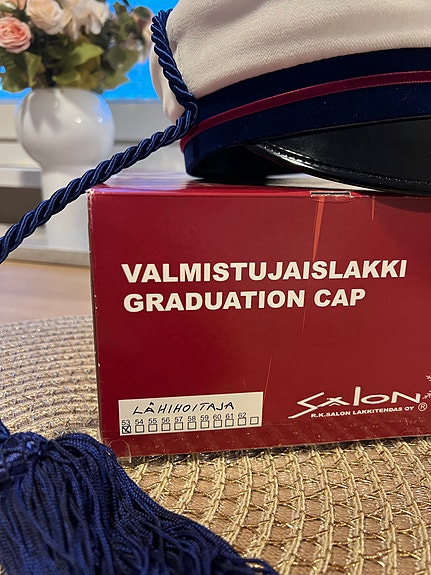 VALMISTUJAISLAKKI
GRADUATION CAP
LÄHIHOITAJA
53 54 55 56 57 58 59 60 61 62
Salon
R.K.SALON LAKKITEHDAS OY ®